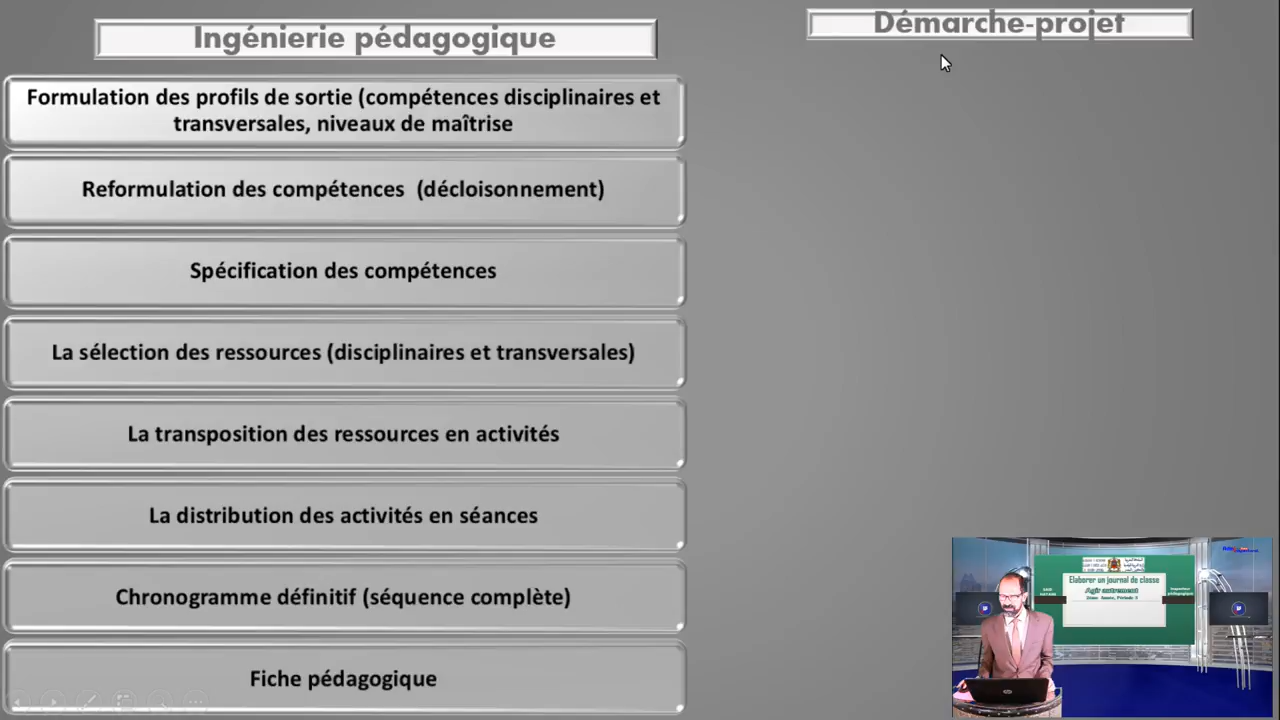 Ingénierie pédagogique
Démarche-projet
Formulation des profils de sortie (compétences disciplinaires et
transversales, niveaux de maîtrise
Reformulation des compétences (décloisonnement)
Spécification des compétences
La sélection des ressources (disciplinaires et transversales)
La transposition des ressources en activités
La distribution des activités en séances
Chronogramme définitif (séquence complète)
Fiche pédagogique
Elaborer un journal de classe
Agir autrement